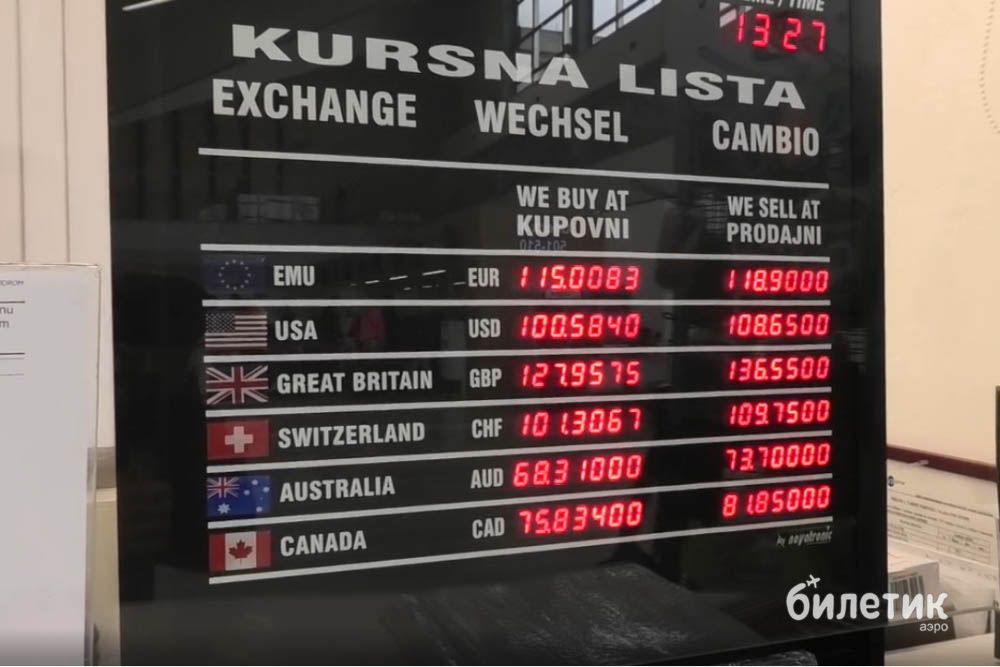 / TIME
13 27
KURSNA LISTA
EXCHANGE WECHSEL CAMBIO
WE BUY AT WE SELL AT
KUPOVNI PRODAJNI
EMU EUR 115.0083 118.9000
USA USD 100.5840 108.6500
GREAT BRITAIN GBP 127.9575 136.5500
SWITZERLAND CHF 101.3067 109.7500
AUSTRALIA AUD 68.31000 73.70000
CANADA CAD 75.83400 81.85000
novatronic
билетик
аэро